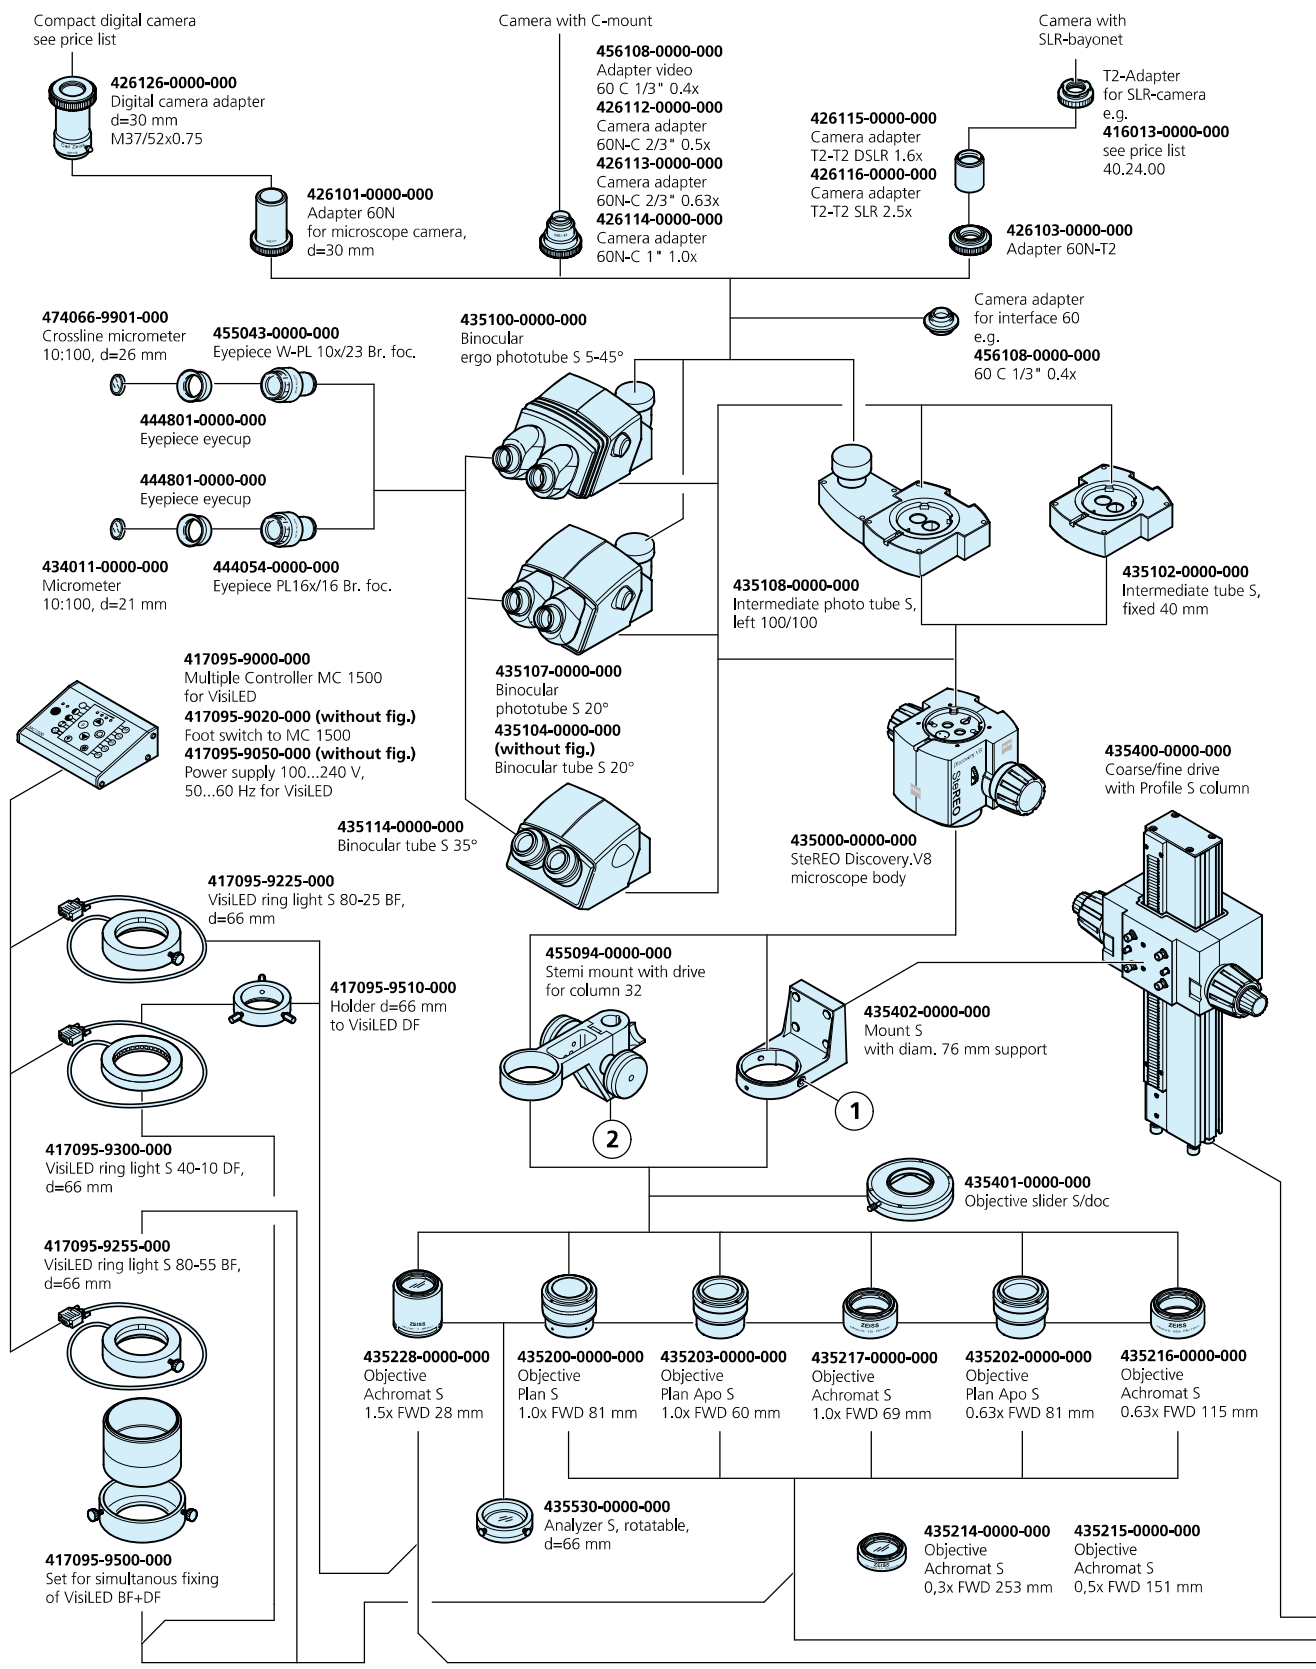 Compact digital camera
see price list
426126-0000-000
Digital camera adapter
d=30 mm
M37/52x0.75
426101-0000-000
Adapter 60N
for microscope camera,
d=30 mm
Camera with C-mount
456108-0000-000
Adapter video
60 C 1/3" 0.4x
426112-0000-000
Camera adapter
60N-C 2/3" 0.5x
426113-0000-000
Camera adapter
60N-C 2/3" 0.63x
426114-0000-000
Camera adapter
60N-C 1" 1.0x
Camera with
SLR-bayonet
T2-Adapter
for SLR-camera
e.g.
416013-0000-000
see price list
40.24.00
426115-0000-000
Camera adapter
T2-T2 DSLR 1.6x
426116-0000-000
Camera adapter
T2-T2 SLR 2.5x
426103-0000-000
Adapter 60N-T2
Camera adapter
for interface 60
e.g.
456108-0000-000
60 C 1/3" 0.4x
474066-9901-000
Crossline micrometer
10:100, d=26 mm
455043-0000-000
Eyepiece W-PL 10x/23 Br. foc.
444801-0000-000
Eyepiece eyecup
444801-0000-000
Eyepiece eyecup
434011-0000-000
Micrometer
10:100, d=21 mm
444054-0000-000
Eyepiece PL16x/16 Br. foc.
435100-0000-000
Binocular
ergo phototube S 5-45°
435108-0000-000
Intermediate photo tube S,
left 100/100
435102-0000-000
Intermediate tube S,
fixed 40 mm
417095-9000-000
Multiple Controller MC 1500
for VisiLED
417095-9020-000 (without fig.)
Foot switch to MC 1500
417095-9050-000 (without fig.)
Power supply 100...240 V,
50...60 Hz for VisiLED
435107-0000-000
Binocular
phototube S 20°
435104-0000-000
(without fig.)
Binocular tube S 20°
435114-0000-000
Binocular tube S 35°
Discovery.V8
SteREO
435000-0000-000
SteREO Discovery.V8
microscope body
435400-0000-000
Coarse/fine drive
with Profile S column
417095-9225-000
VisiLED ring light S 80-25 BF,
d=66 mm
417095-9510-000
Holder d=66 mm
to VisiLED DF
455094-0000-000
Stemi mount with drive
for column 32
435402-0000-000
Mount S
with diam. 76 mm support
1
2
417095-9300-000
VisiLED ring light S 40-10 DF,
d=66 mm
435401-0000-000
Objective slider S/doc
417095-9255-000
VisiLED ring light S 80-55 BF,
d=66 mm
ZEISS
ZEISS
ZEISS
435228-0000-000
Objective
Achromat S
1.5x FWD 28 mm
435200-0000-000
Objective
Plan S
1.0x FWD 81 mm
435203-0000-000
Objective
Plan Apo S
1.0x FWD 60 mm
435217-0000-000
Objective
Achromat S
1.0x FWD 69 mm
435202-0000-000
Objective
Plan Apo S
0.63x FWD 81 mm
435216-0000-000
Objective
Achromat S
0.63x FWD 115 mm
435530-0000-000
Analyzer S, rotatable,
d=66 mm
435214-0000-000
Objective
Achromat S
0,3x FWD 253 mm
435215-0000-000
Objective
Achromat S
0,5x FWD 151 mm
417095-9500-000
Set for simultanous fixing
of VisiLED BF+DF